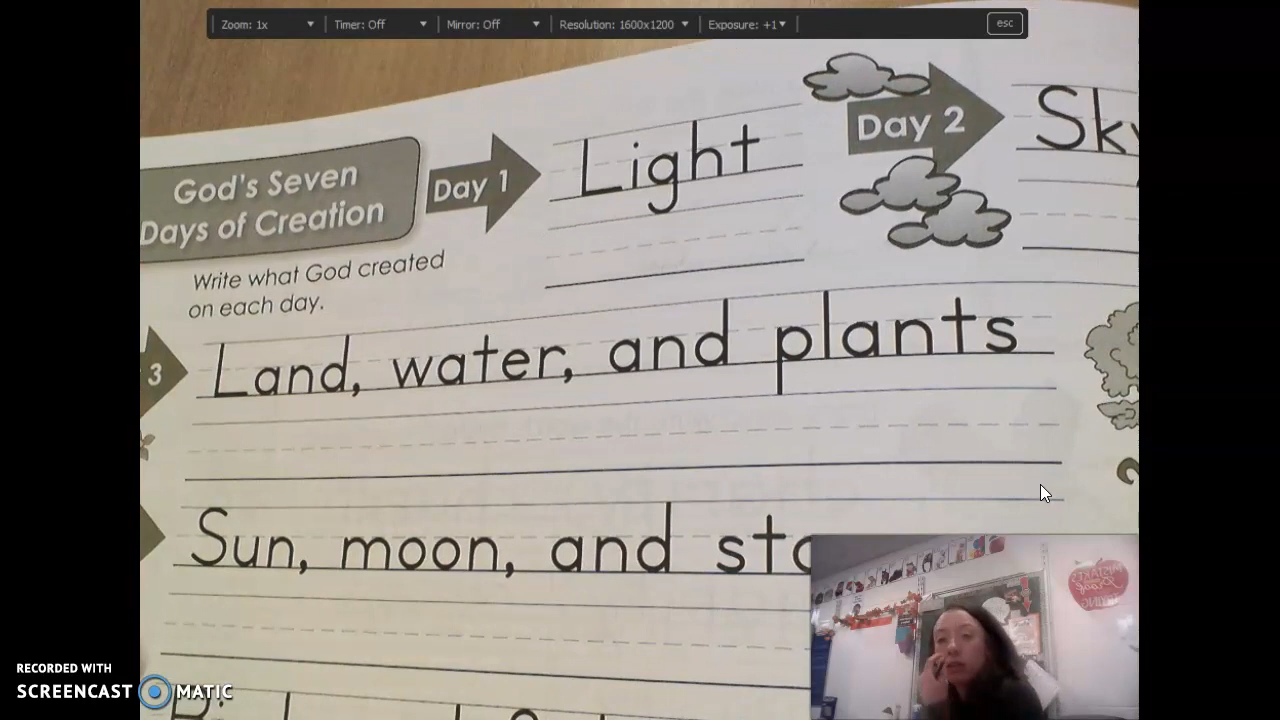 Zoom: 1x Timer: Off Mirror: Off Resolution: 1600x1200 Exposure: +1 esc
God's Seven
Days of Creation
Day 1
Light
Day 2
Write what God created
on each day.
3
Land, water, and plants
Sun, moon, and
RECORDED WITH
SCREENCAST MATIC